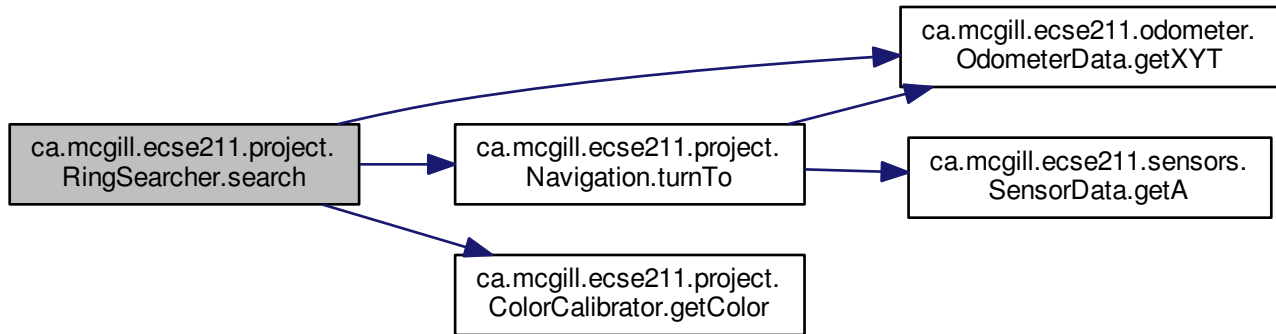 ca.mcgill.ecse211.project.
RingSearcher.search
ca.mcgill.ecse211.odometer.
OdometerData.getXYT
ca.mcgill.ecse211.project.
Navigation.turnTo
ca.mcgill.ecse211.sensors.
SensorData.getA
ca.mcgill.ecse211.project.
ColorCalibrator.getColor